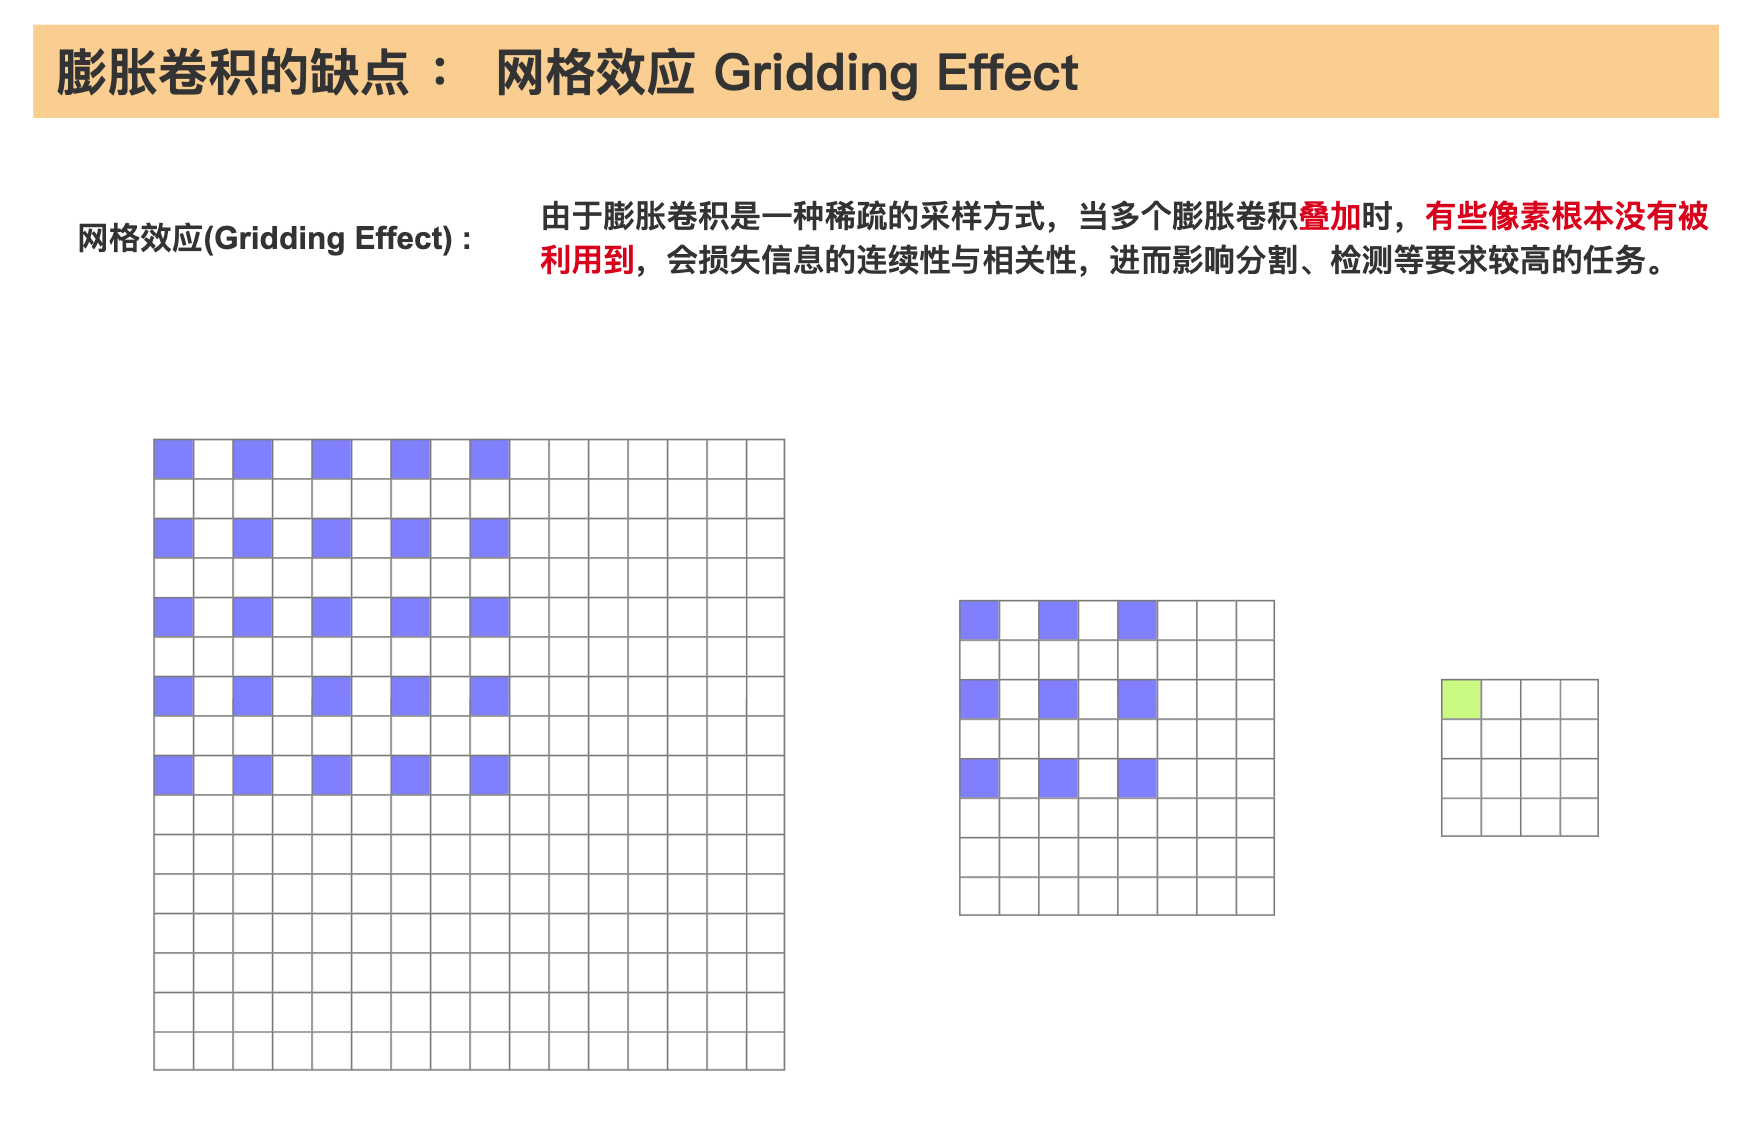 膨胀卷积的缺点： 网格效应 Gridding Effect
网格效应(Gridding Effect)：
由于膨胀卷积是一种稀疏的采样方式，当多个膨胀卷积叠加时，有些像素根本没有被
利用到，会损失信息的连续性与相关性，进而影响分割、检测等要求较高的任务。